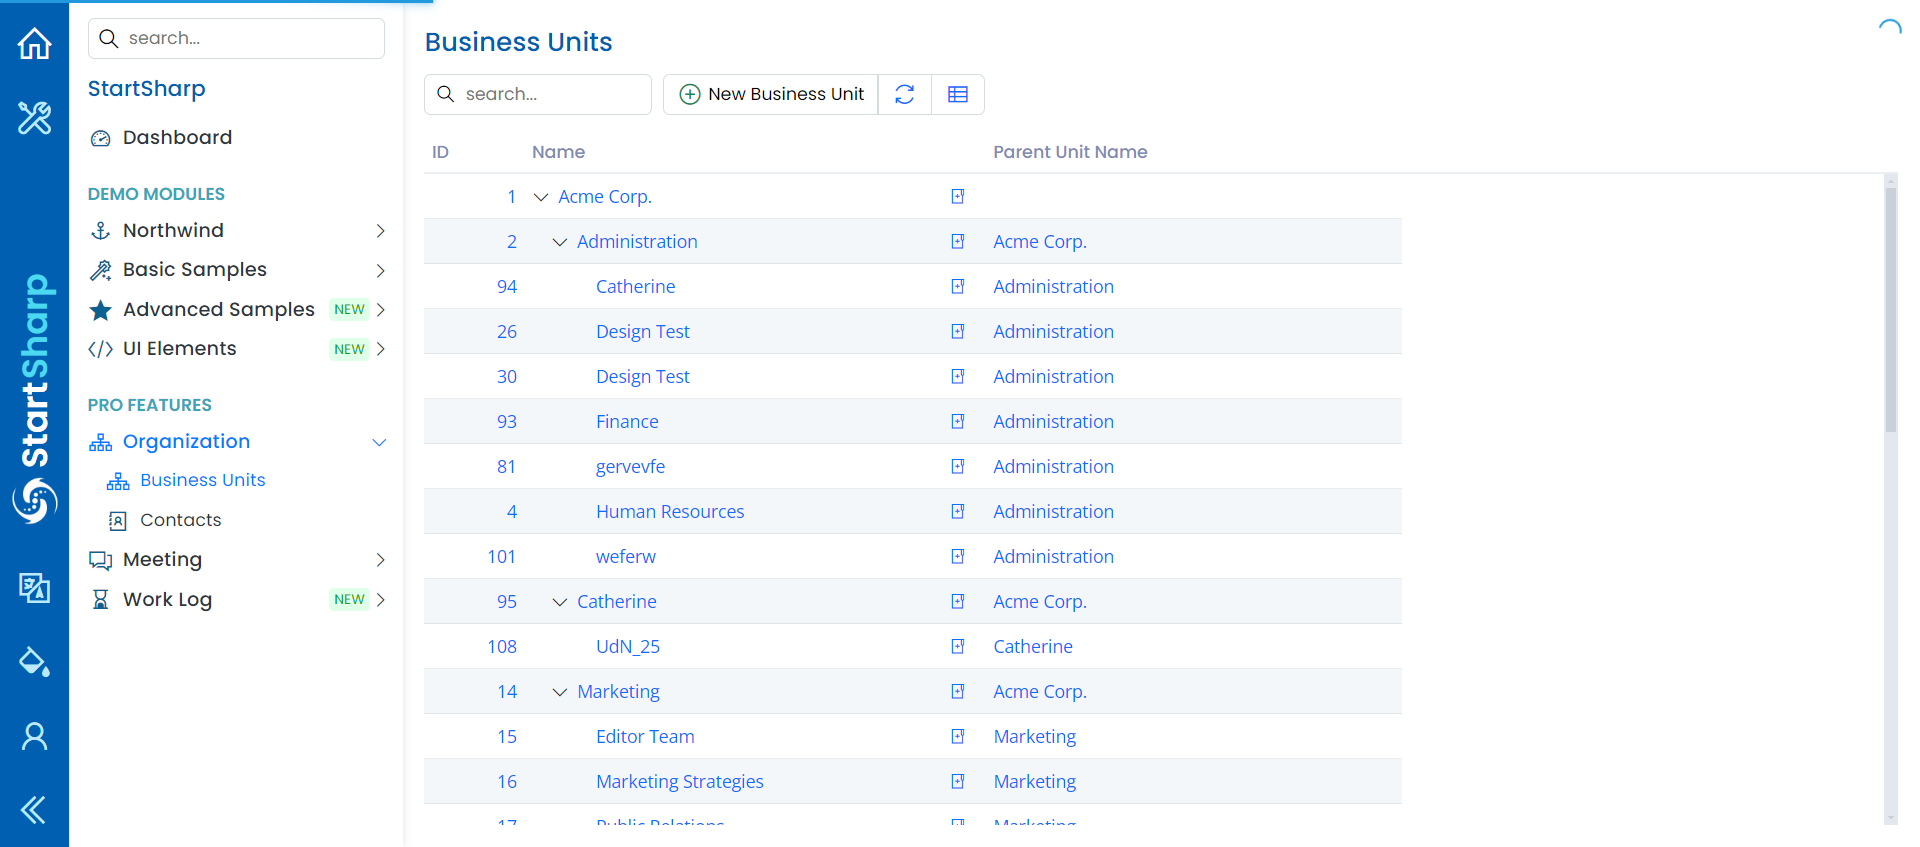 search...
StartSharp
Dashboard
DEMO MODULES
Northwind
Basic Samples
Advanced Samples NEW
UI Elements NEW
PRO FEATURES
Organization
Business Units
Contacts
Meeting
Work Log NEW
StartSharp
Business Units
search...
New Business Unit
ID Name Parent Unit Name
1 Acme Corp.
2 Administration Acme Corp.
94 Catherine Administration
26 Design Test Administration
30 Design Test Administration
93 Finance Administration
81 gervevfe Administration
4 Human Resources Administration
101 weferw Administration
95 Catherine Acme Corp.
108 UdN_25 Catherine
14 Marketing Acme Corp.
15 Editor Team Marketing
16 Marketing Strategies Marketing
17 Public Relations Marketing